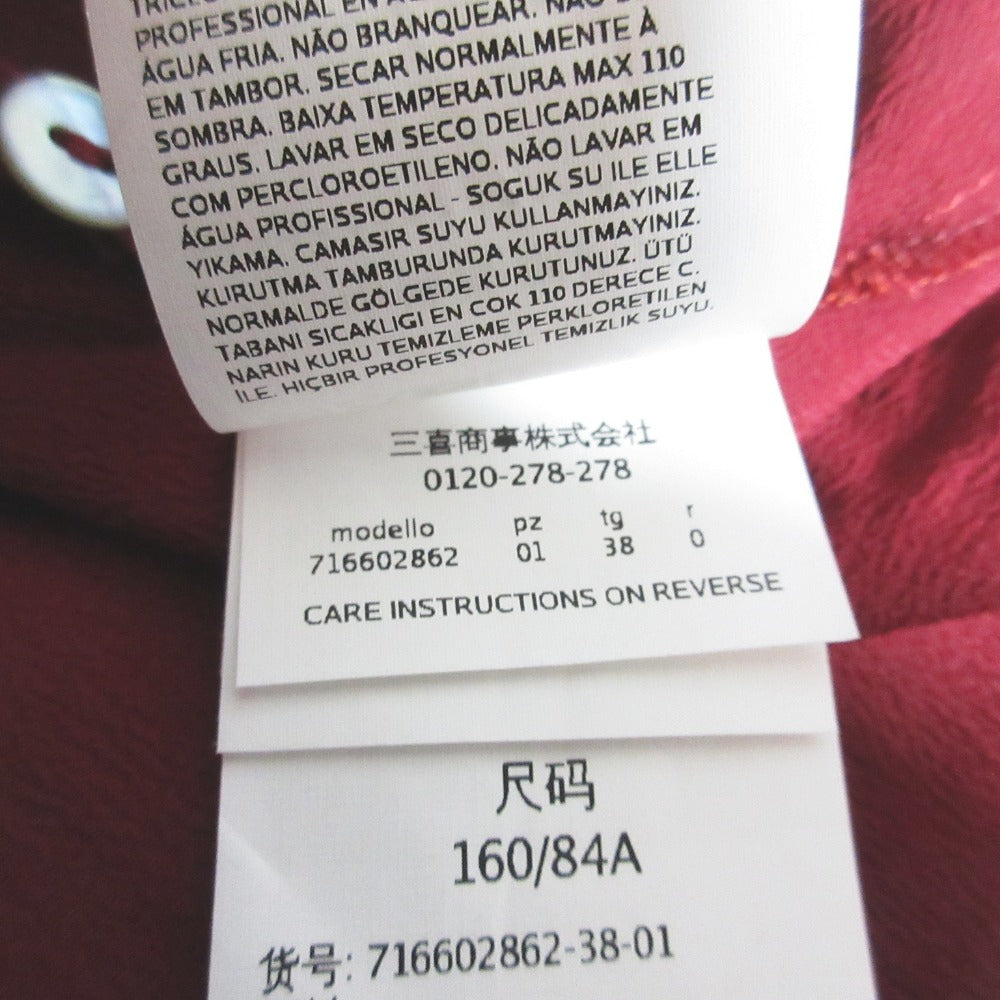 PROFESSIONAL EN
ÁGUA FRIA. NÃO BRANQUEAR. NÃO
EM TAMBOR. SECAR NORMALMENTE À
SOMBRA. BAIXA TEMPERATURA MAX 110
GRAUS. LAVAR EM SECO DELICADAMENTE
COM PERCLOROETILENO. NÃO LAVAR EM
ÁGUA PROFISSIONAL - SOGUK SU ILE ELLE
YIKAMA. CAMASIR SUYU KULLANMAYINIZ.
KURUTMA TAMBURUNDA KURUTMAYINIZ.
NORMALDE GÖLGEDE KURUTUNUZ. ÜTÜ
TABANI SICAKLIGI EN COK 110 DERECE C.
NARIN KURU TEMIZLEME PERKLORETILEN
ILE. HIÇBIR PROFESYONEL TEMIZLIK SUYU.
三喜商事株式会社
0120-278-278
modello pz tg r
716602862 01 38 0
CARE INSTRUCTIONS ON REVERSE
尺码
160/84A
货号: 716602862-38-01